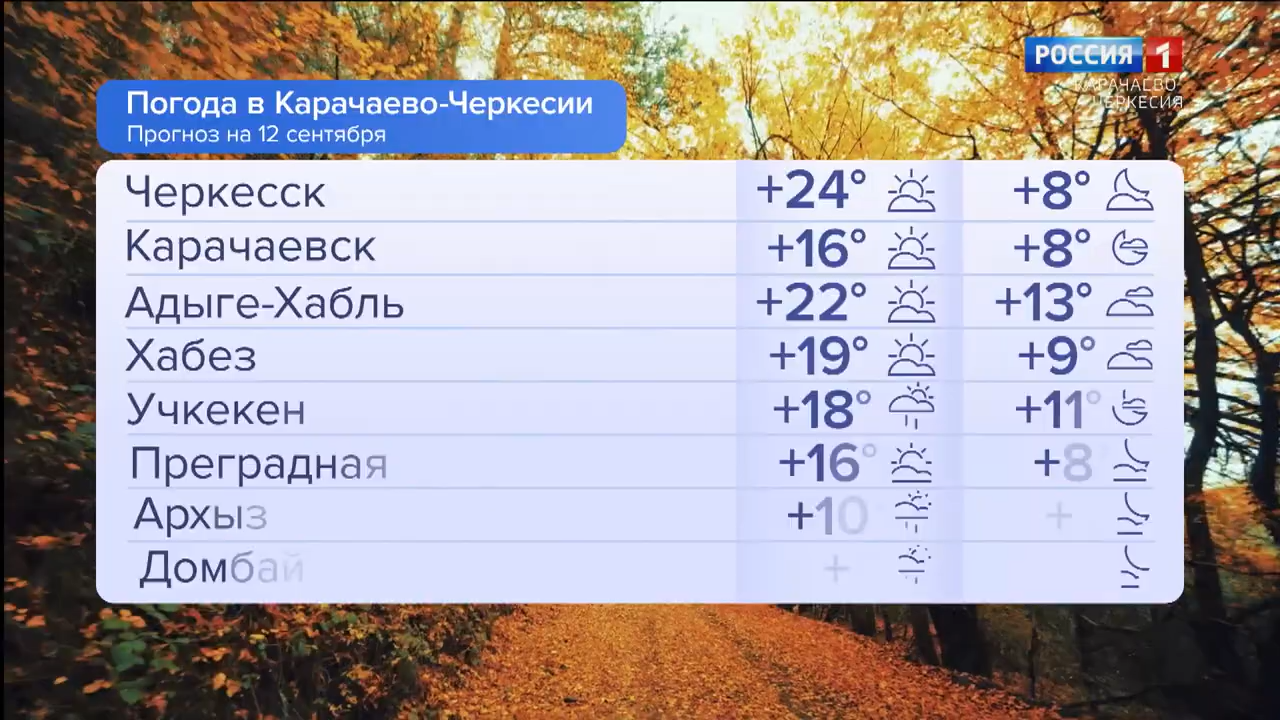 РОССИЯ 1
КАРАЧАЕВО-
ЧЕРКЕСИЯ
Погода в Карачаево-Черкесии
Прогноз на 12 сентября
Черкесск +24° +8°
Карачаевск +16° +8°
Адыге-Хабль +22° +13°
Хабез +19° +9°
Учкекен +18° +11°
Преградная +16° +8
Архыз +10 +
Домбай +